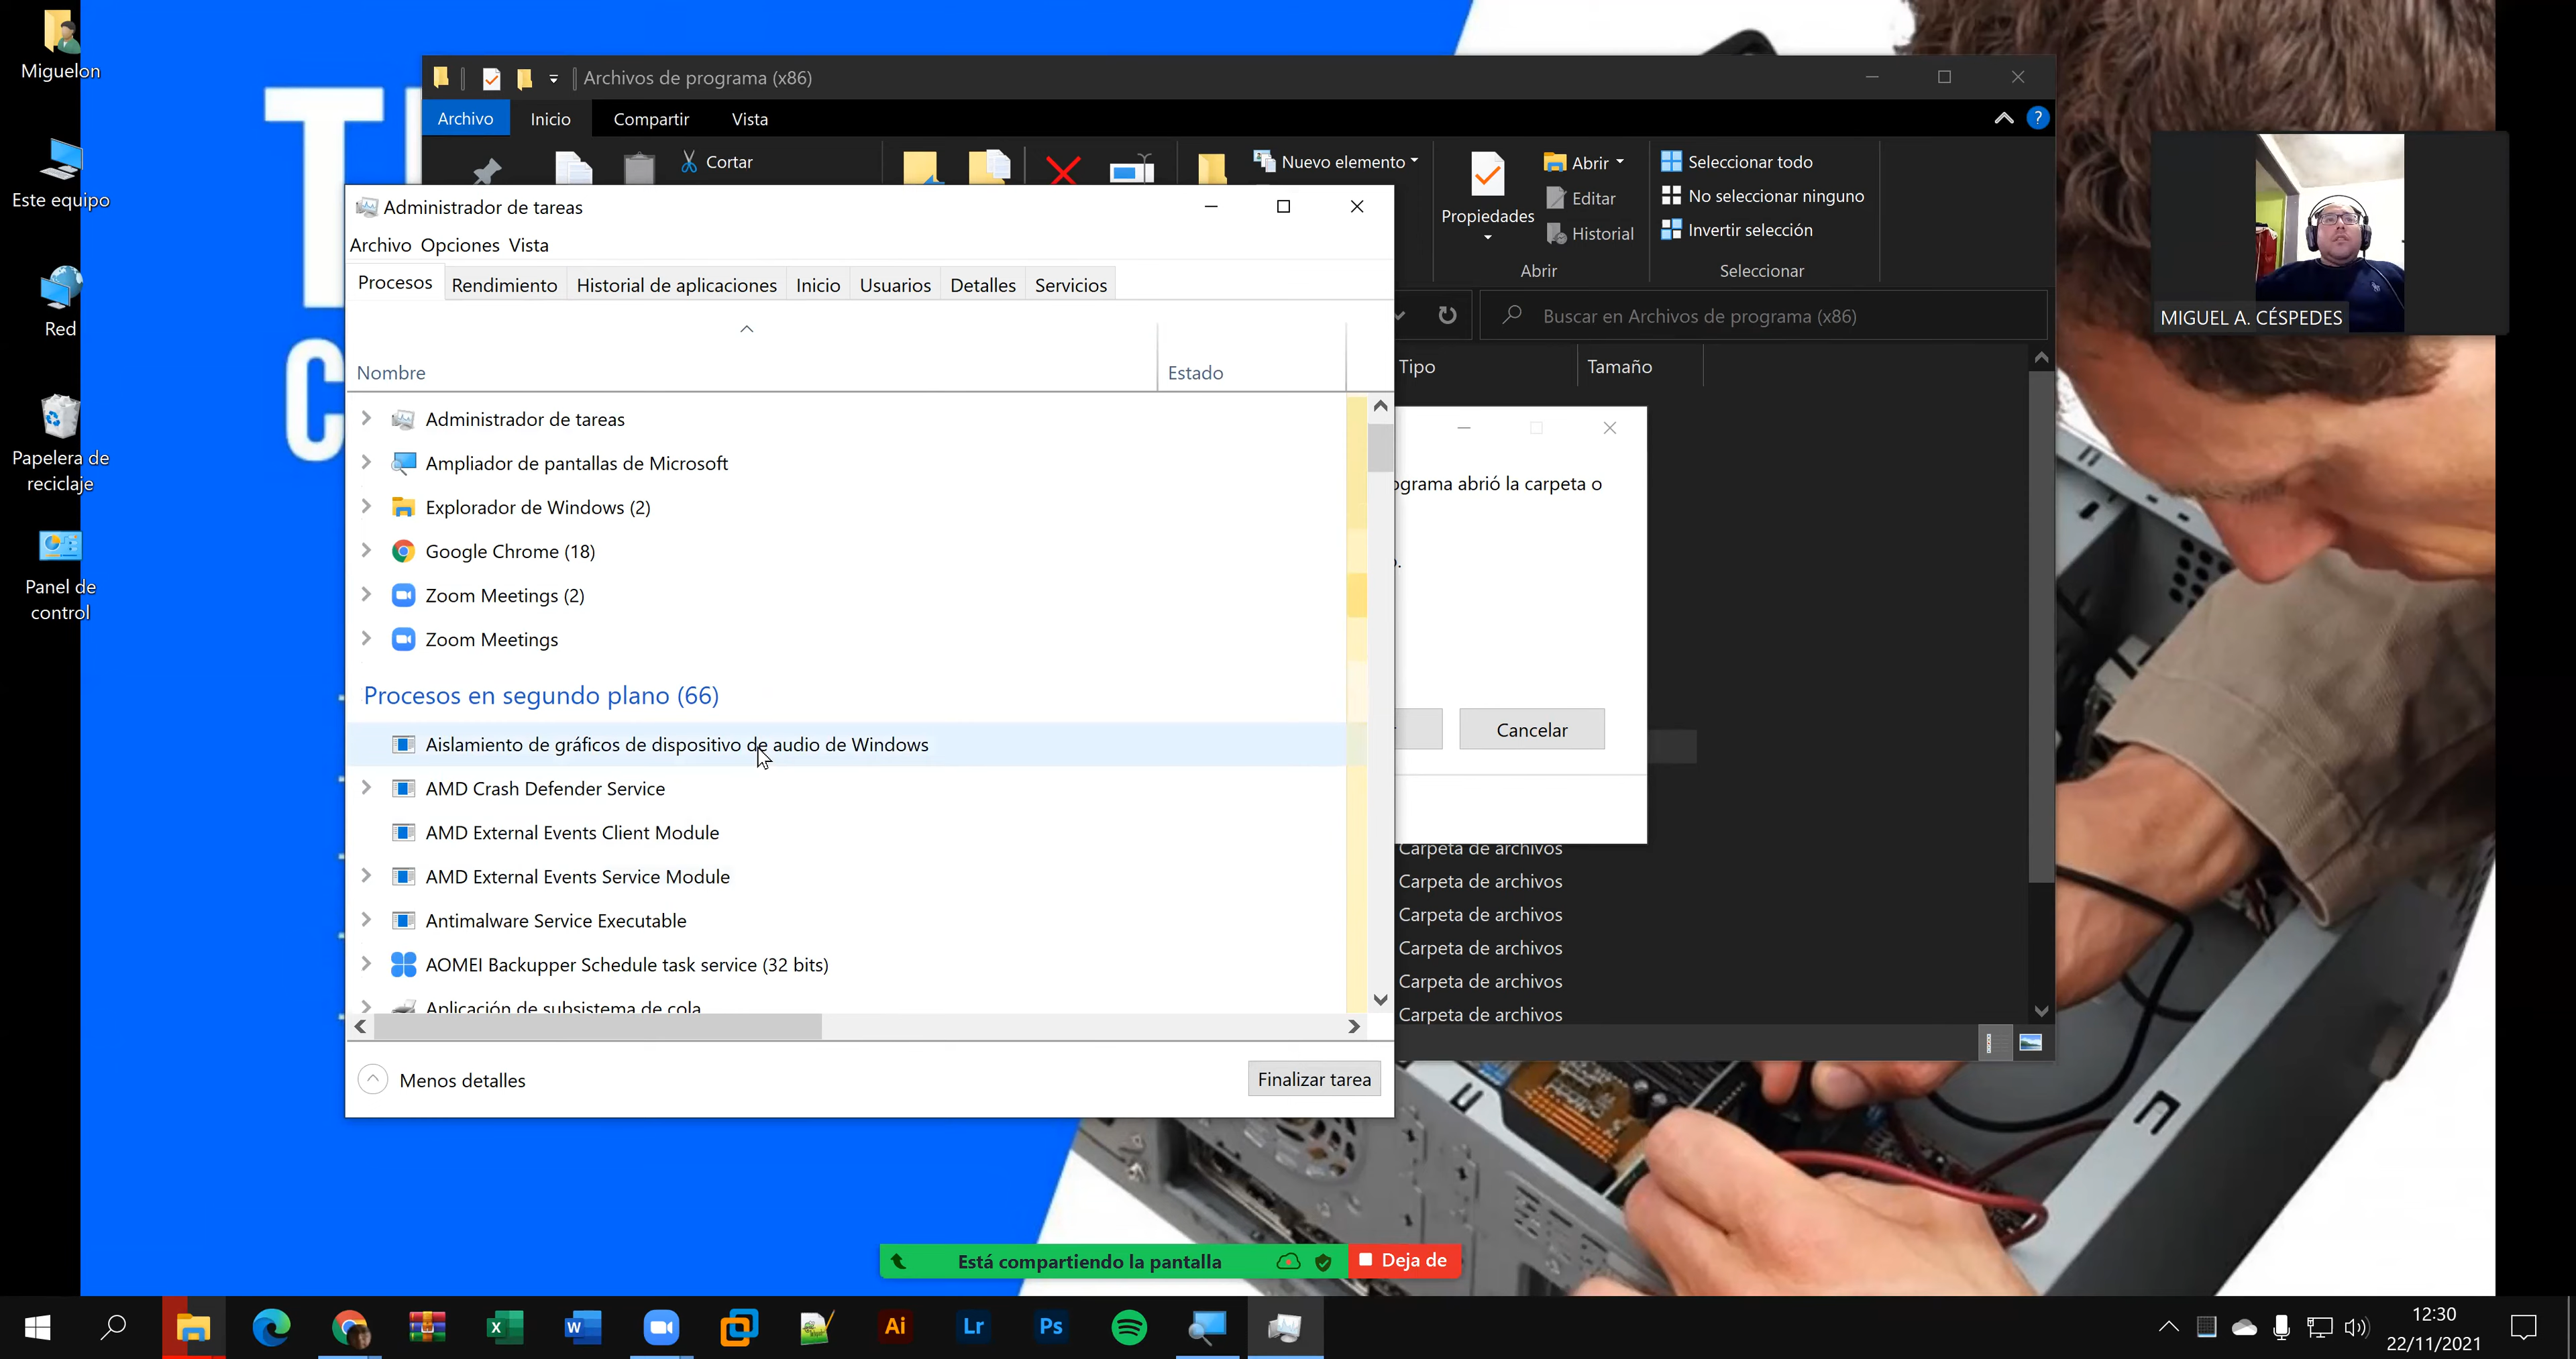 Miguelon
Este equipo
Red
Papelera de
reciclaje
Panel de
control
T
C
Archivos de programa (x86)
Archivo Inicio Compartir Vista
Cortar
Nuevo elemento
Propiedades
Abrir
Editar
Historial
Abrir
Seleccionar todo
No seleccionar ninguno
Invertir selección
Seleccionar
Buscar en Archivos de programa (x86)
Tipo Tamaño
ograma abrió la carpeta o
o.
Cancelar
Carpeta de archivos
Carpeta de archivos
Carpeta de archivos
Carpeta de archivos
Carpeta de archivos
Carpeta de archivos
Administrador de tareas
Archivo Opciones Vista
Procesos Rendimiento Historial de aplicaciones Inicio Usuarios Detalles Servicios
Nombre Estado
Administrador de tareas
Ampliador de pantallas de Microsoft
Explorador de Windows (2)
Google Chrome (18)
Zoom Meetings (2)
Zoom Meetings
Procesos en segundo plano (66)
Aislamiento de gráficos de dispositivo de audio de Windows
AMD Crash Defender Service
AMD External Events Client Module
AMD External Events Service Module
Antimalware Service Executable
AOMEI Backupper Schedule task service (32 bits)
Aplicación de subsistema de cola
Menos detalles
Finalizar tarea
MIGUEL A. CÉSPEDES
Está compartiendo la pantalla
Deja de
Ai
Lr
Ps
12:30
22/11/2021